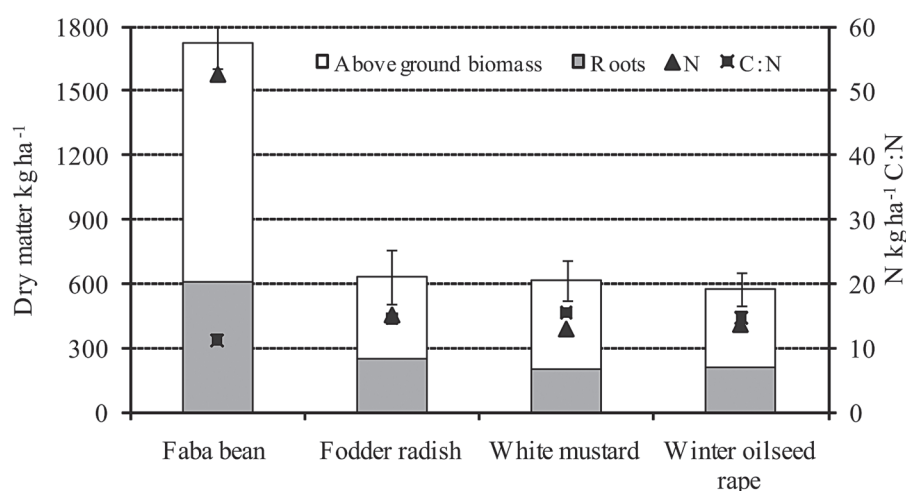 1800
1500
1200
900
600
300
0
Dry matter kg ha⁻¹
Above ground biomass Roots N C:N
60
50
40
30
20
10
0
N kg ha⁻¹ C:N
Faba bean Fodder radish White mustard Winter oilseed
rape